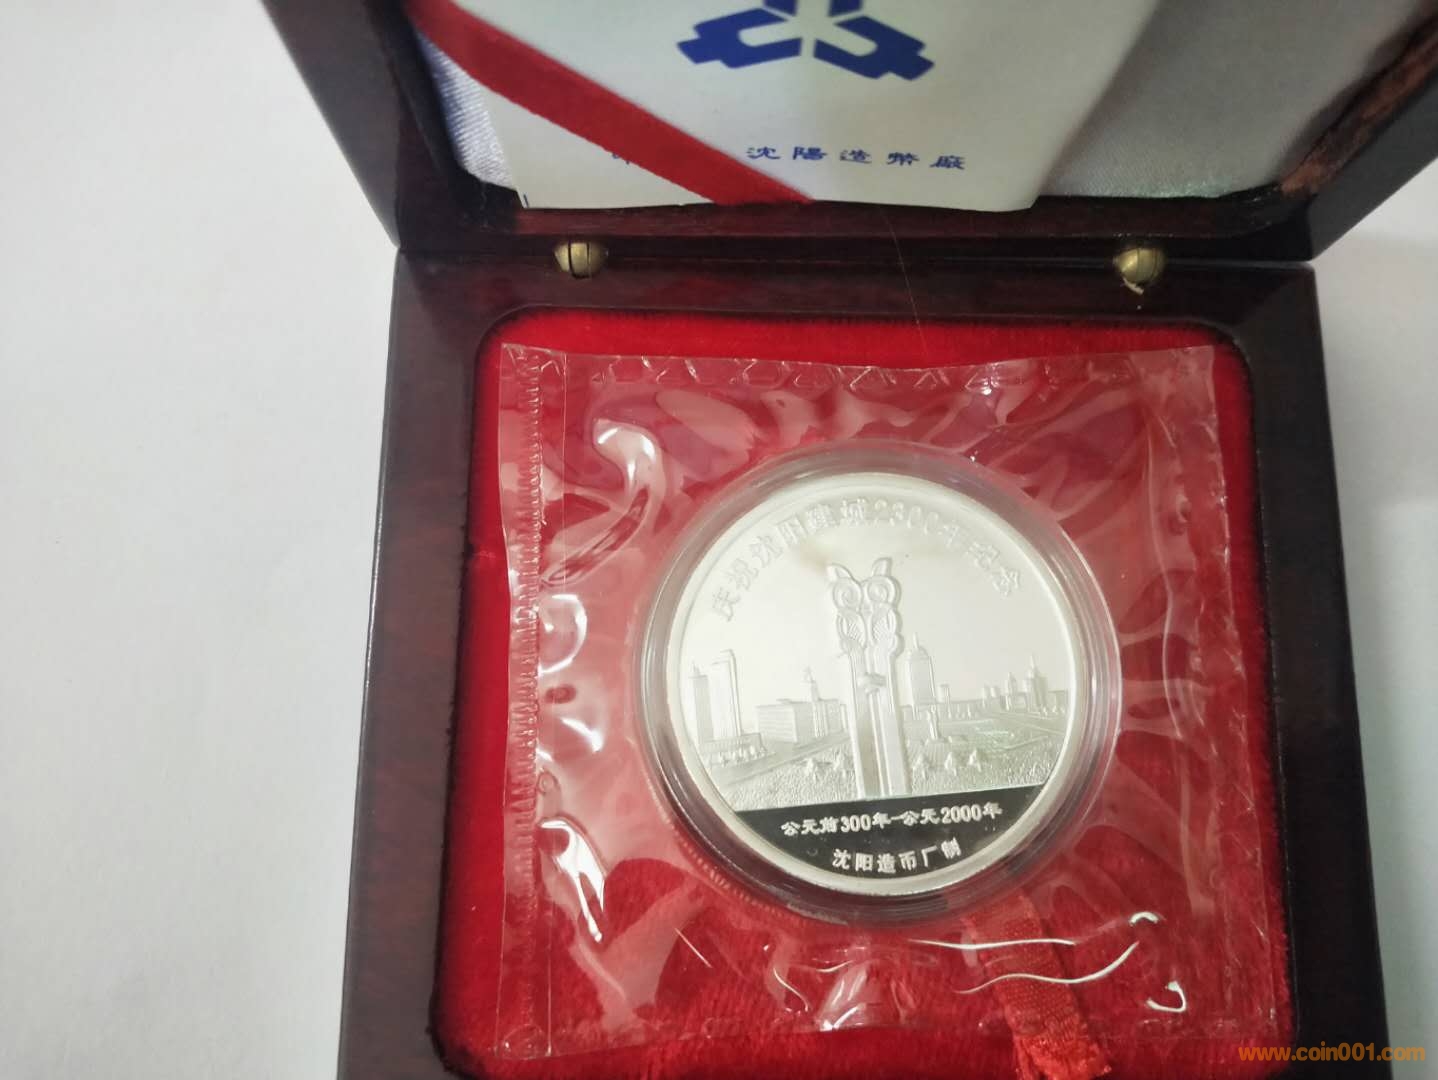 沈陽造幣廠
庆祝沈阳建城2300年纪念
公元前300年-公元2000年
沈阳造币厂制
www.coin001.com